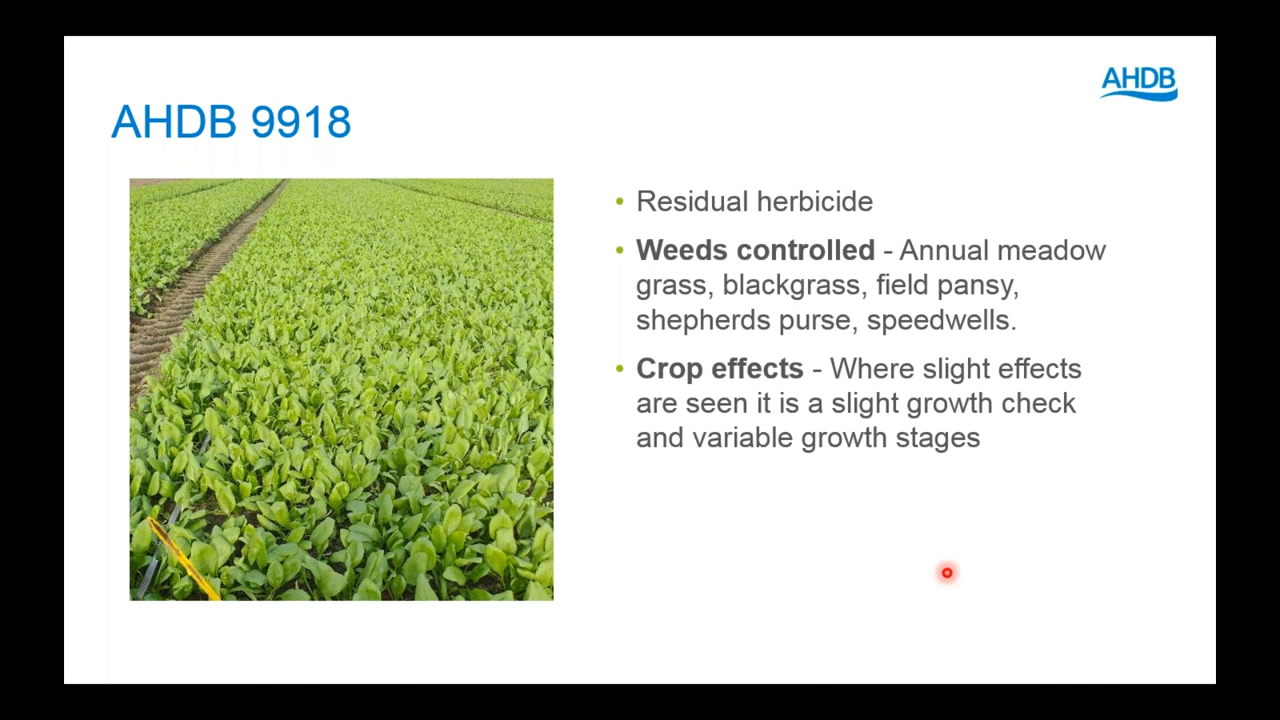 AHDB
AHDB 9918
• Residual herbicide
• Weeds controlled - Annual meadow
grass, blackgrass, field pansy,
shepherds purse, speedwells.
• Crop effects - Where slight effects
are seen it is a slight growth check
and variable growth stages